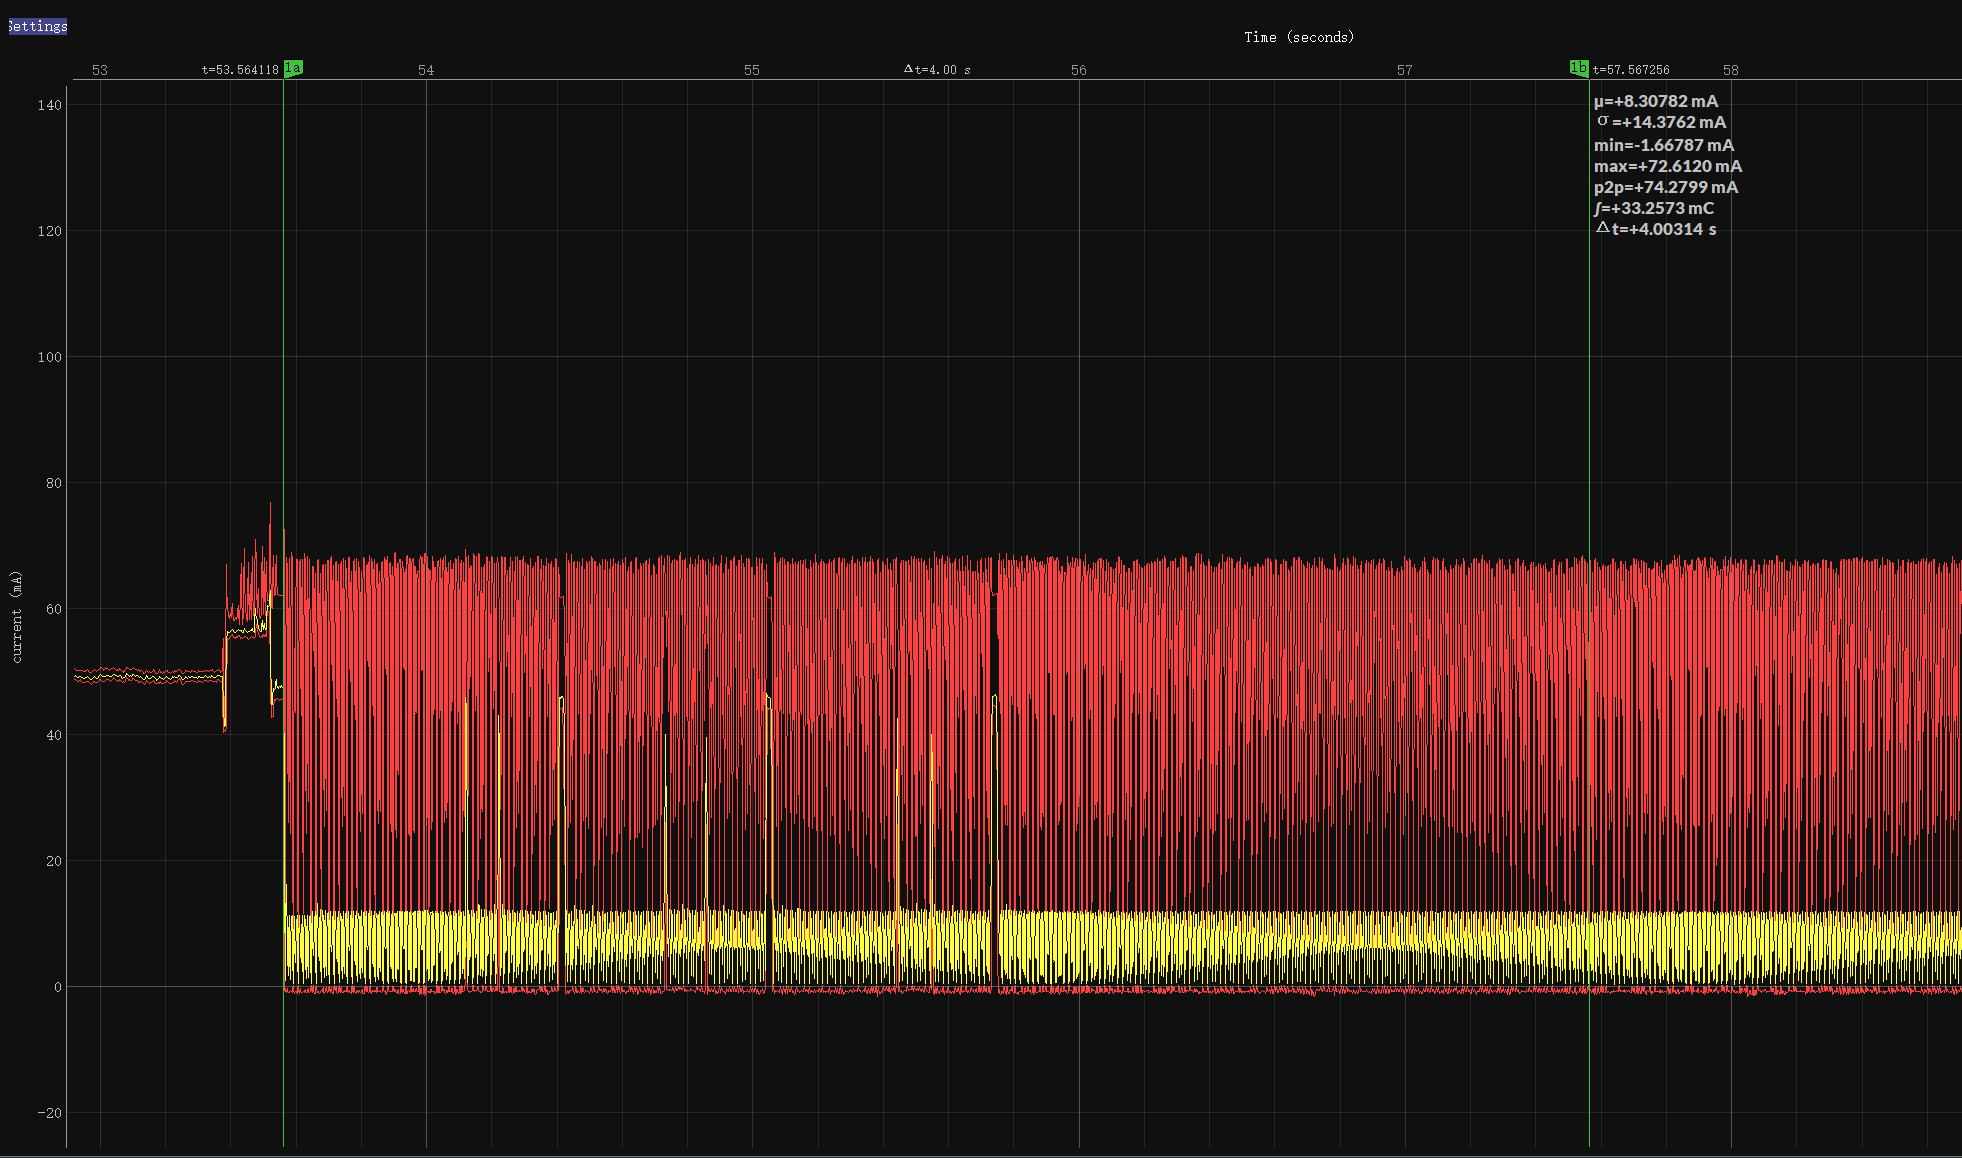 Settings
Time (seconds)
53 t=53.564118 1a 54 55 Δt=4.00 s 56 57 1b t=57.567256 58
140
120
100
80
60
40
20
0
-20
current (mA)
µ=+8.30782 mA
σ=+14.3762 mA
min=-1.66787 mA
max=+72.6120 mA
p2p=+74.2799 mA
∫=+33.2573 mC
Δt=+4.00314 s